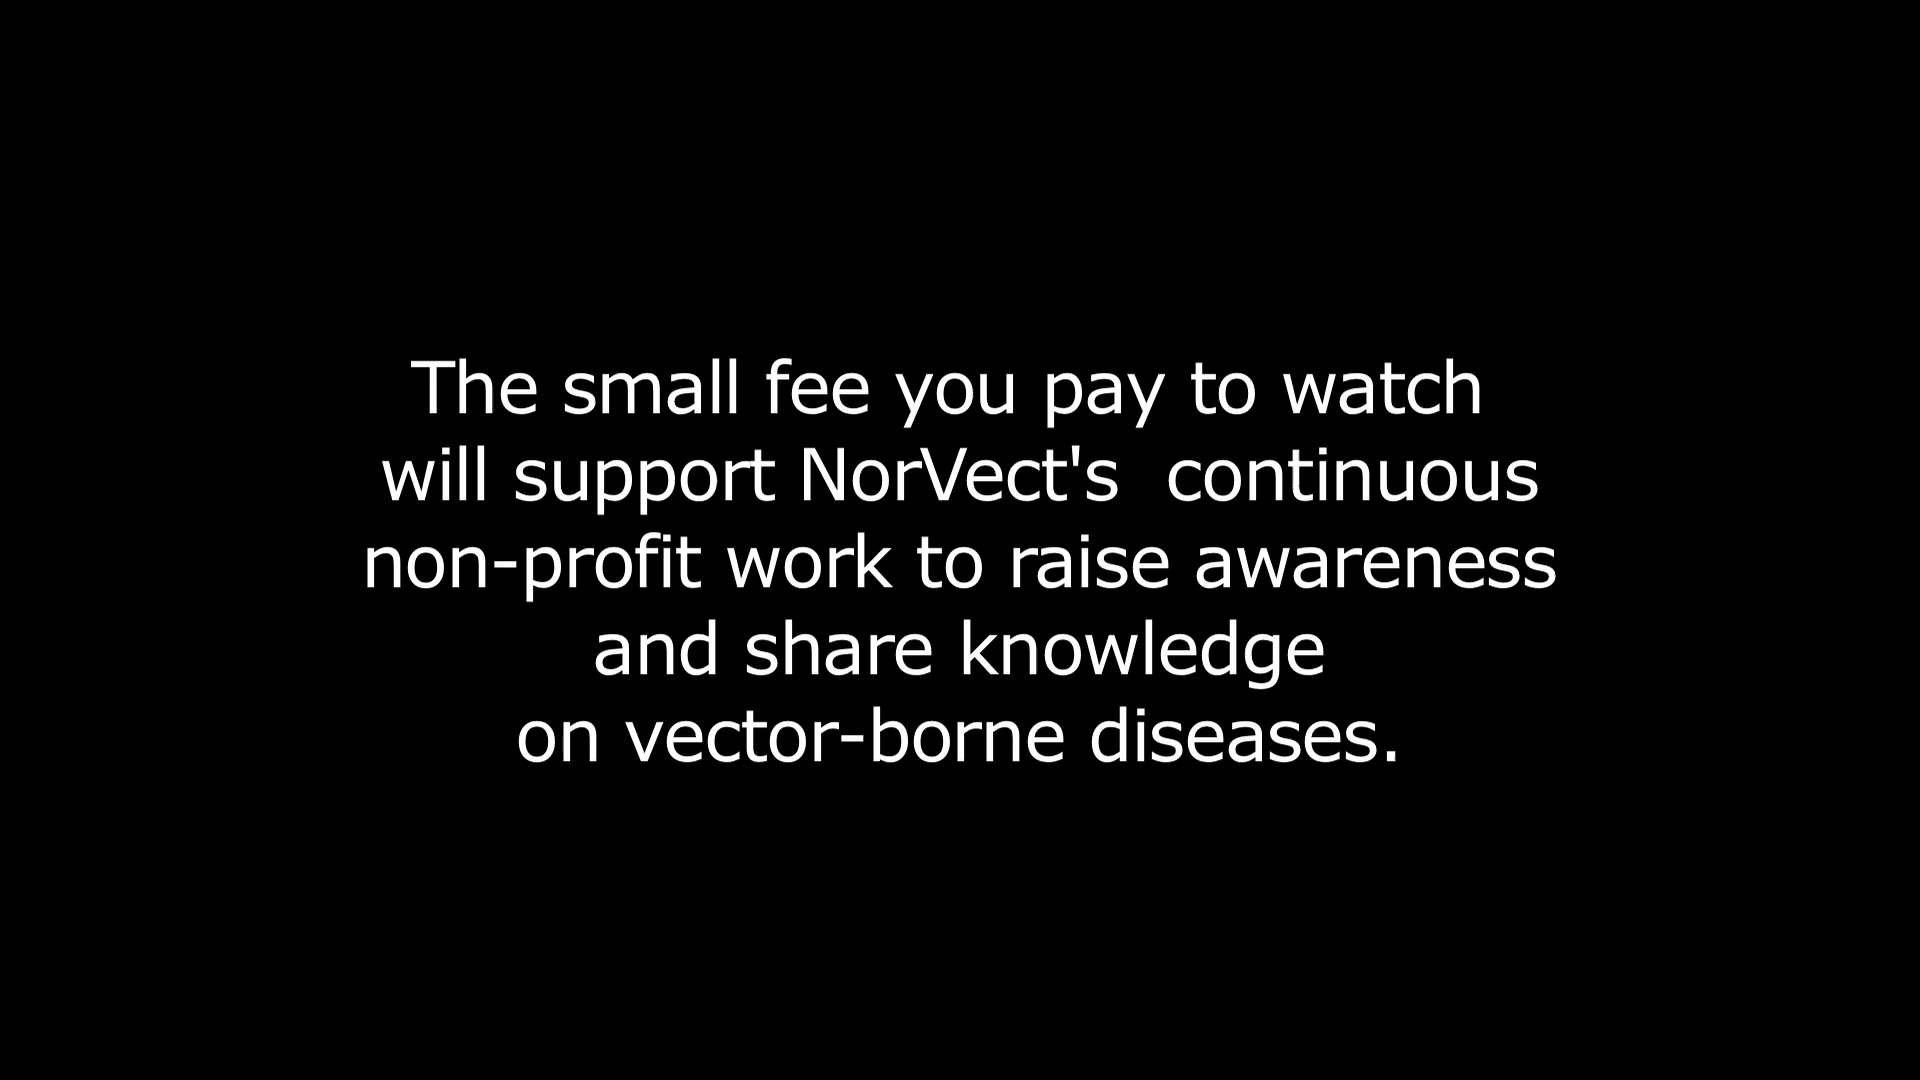 The small fee you pay to watch
will support NorVect's  continuous
non-profit work to raise awareness
and share knowledge
on vector-borne diseases.